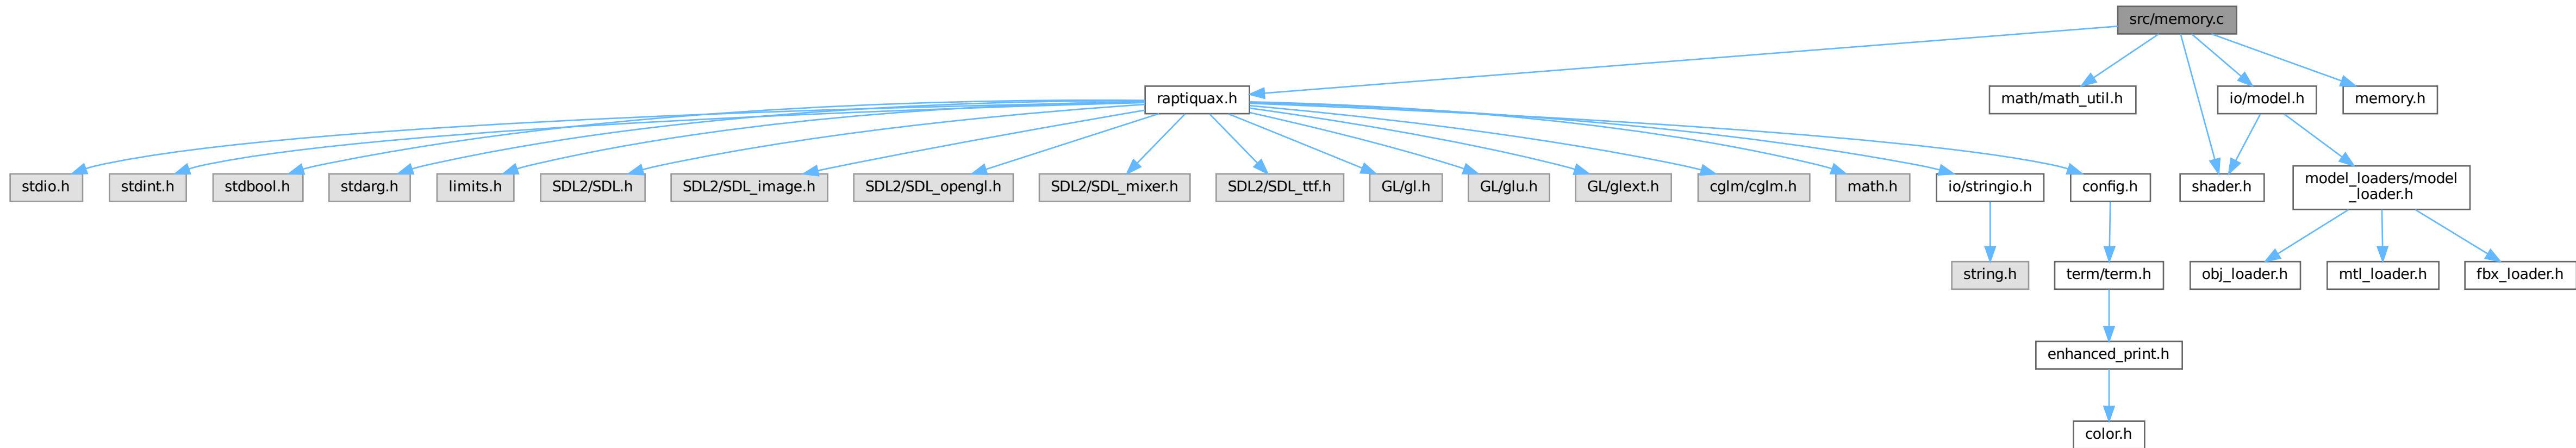 src/memory.c
raptiquax.h
math/math_util.h
io/model.h
memory.h
stdio.h
stdint.h
stdbool.h
stdarg.h
limits.h
SDL2/SDL.h
SDL2/SDL_image.h
SDL2/SDL_opengl.h
SDL2/SDL_mixer.h
SDL2/SDL_ttf.h
GL/gl.h
GL/glu.h
GL/glext.h
cglm/cglm.h
math.h
io/stringio.h
config.h
shader.h
model_loaders/model
_loader.h
string.h
term/term.h
obj_loader.h
mtl_loader.h
fbx_loader.h
enhanced_print.h
color.h